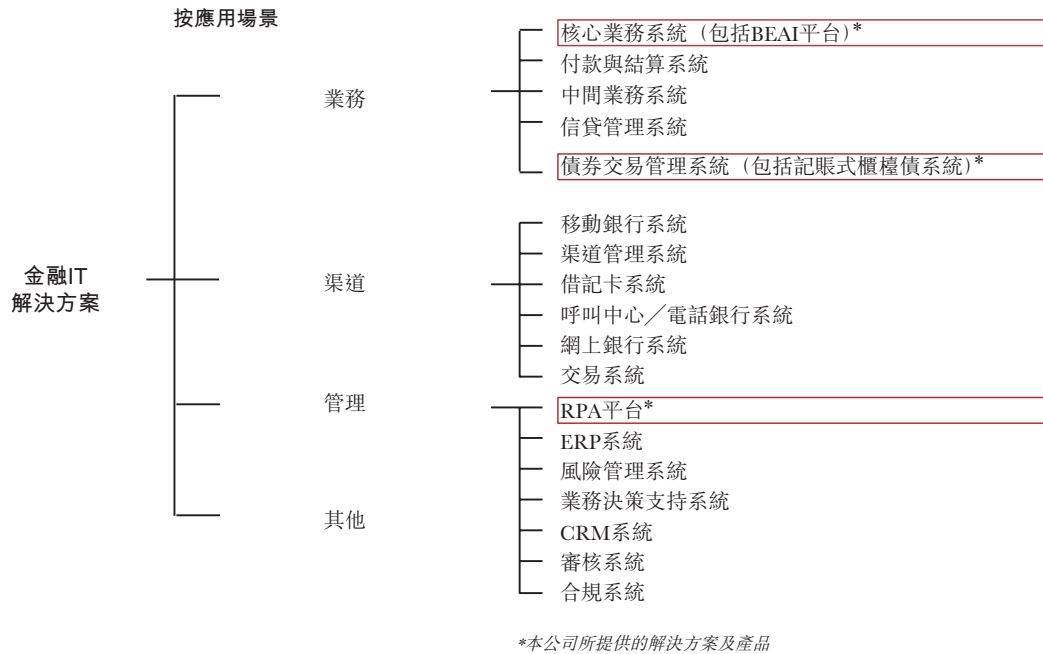 按應用場景
金融IT
解決方案
業務
核心業務系統（包括BEAI平台）*
付款與結算系統
中間業務系統
信貸管理系統
債券交易管理系統（包括記賬式櫃檯債系統）*
渠道
移動銀行系統
渠道管理系統
借記卡系統
呼叫中心／電話銀行系統
網上銀行系統
交易系統
管理
RPA平台*
ERP系統
風險管理系統
業務決策支持系統
CRM系統
審核系統
合規系統
其他
*本公司所提供的解決方案及產品